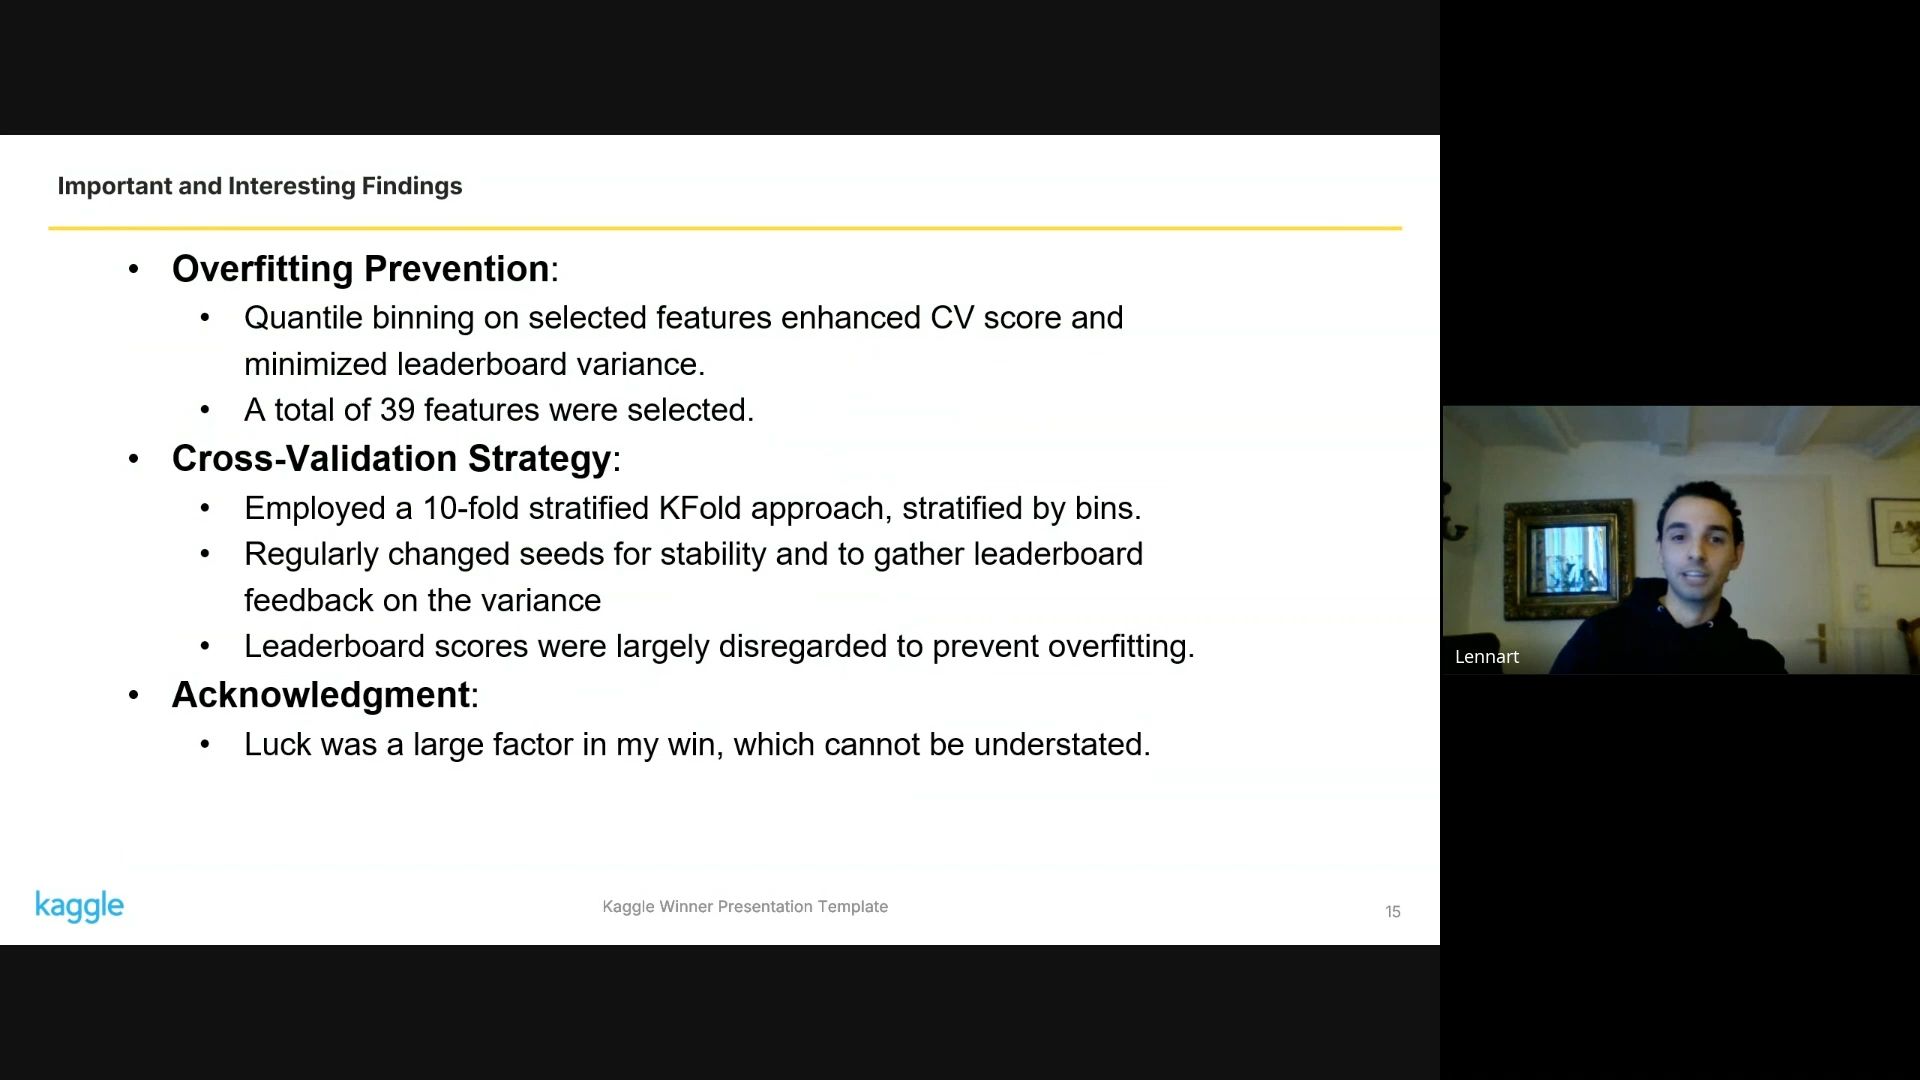 Important and Interesting Findings
• Overfitting Prevention:
• Quantile binning on selected features enhanced CV score and
minimized leaderboard variance.
• A total of 39 features were selected.
• Cross-Validation Strategy:
• Employed a 10-fold stratified KFold approach, stratified by bins.
• Regularly changed seeds for stability and to gather leaderboard
feedback on the variance
• Leaderboard scores were largely disregarded to prevent overfitting.
• Acknowledgment:
• Luck was a large factor in my win, which cannot be understated.
kaggle
Kaggle Winner Presentation Template
15
Lennart